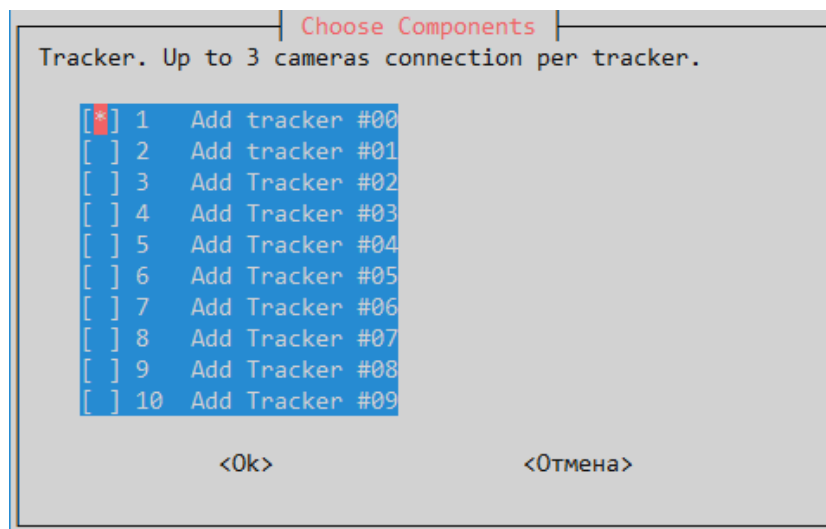 Choose Components
Tracker. Up to 3 cameras connection per tracker.
[*] 1 Add tracker #00
[ ] 2 Add tracker #01
[ ] 3 Add Tracker #02
[ ] 4 Add Tracker #03
[ ] 5 Add Tracker #04
[ ] 6 Add Tracker #05
[ ] 7 Add Tracker #06
[ ] 8 Add Tracker #07
[ ] 9 Add Tracker #08
[ ] 10 Add Tracker #09
<Ok> <Отмена>